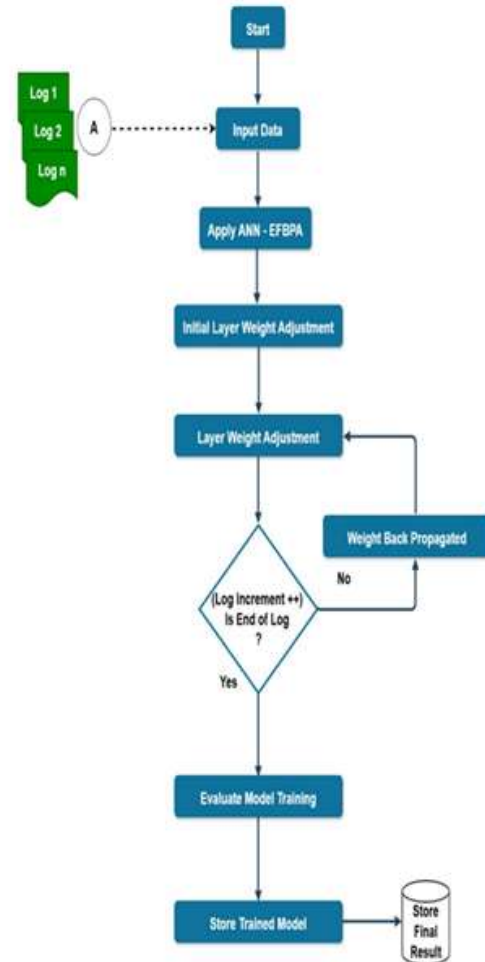 Start
Log 1
Log 2
Log n
A
Input Data
Apply ANN - EFBPA
Initial Layer Weight Adjustment
Layer Weight Adjustment
Weight Back Propagated
No
(Log Increment ++)
Is End of Log
?
Yes
Evaluate Model Training
Store Trained Model
Store
Final
Result